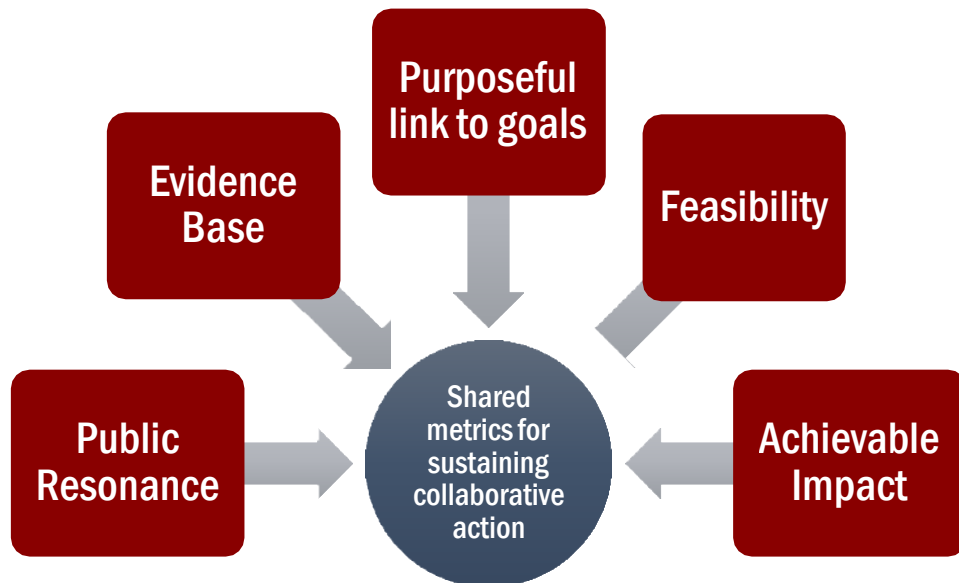 Purposeful
link to goals
Evidence
Base
Feasibility
Public
Resonance
Shared
metrics for
sustaining
collaborative
action
Achievable
Impact